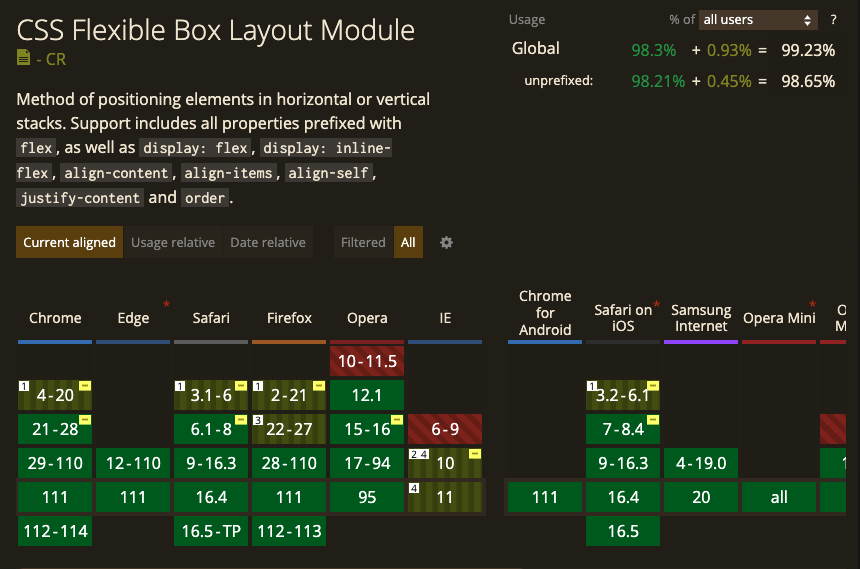 CSS Flexible Box Layout Module
- CR
Usage % of all users ?
Global 98.3% + 0.93% = 99.23%
unprefixed: 98.21% + 0.45% = 98.65%
Method of positioning elements in horizontal or vertical
stacks. Support includes all properties prefixed with
flex, as well as display: flex, display: inline-
flex, align-content, align-items, align-self,
justify-content and order.
Current aligned Usage relative Date relative Filtered All
Chrome Edge * Safari Firefox Opera IE Chrome for Android Safari on iOS * Samsung Internet Opera Mini * O M
10-11.5
1 4-20 - 1 3.1-6 - 1 2-21 - 12.1 1 3.2-6.1 -
21-28 - 6.1-8 - 3 22-27 15-16 - 6-9 7-8.4 -
29-110 12-110 9-16.3 28-110 17-94 2 4 10 - 9-16.3 4-19.0 1
111 111 16.4 111 95 4 11 111 16.4 20 all
112-114 16.5-TP 112-113 16.5